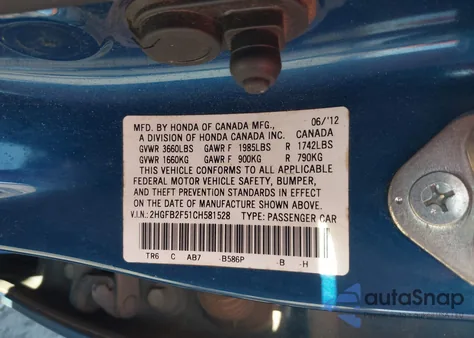 MFD. BY HONDA OF CANADA MFG., 06/'12
A DIVISION OF HONDA CANADA INC. CANADA
GVWR 3660LBS GAWR F 1985LBS R 1742LBS
GVWR 1660KG GAWR F 900KG R 790KG
THIS VEHICLE CONFORMS TO ALL APPLICABLE
FEDERAL MOTOR VEHICLE SAFETY, BUMPER,
AND THEFT PREVENTION STANDARDS IN EFFECT
ON THE DATE OF MANUFACTURE SHOWN ABOVE.
V.I.N.: 2HGFB2F51CH581528 TYPE: PASSENGER CAR
TR6 C AB7 -B586P -B -H
autoSnap